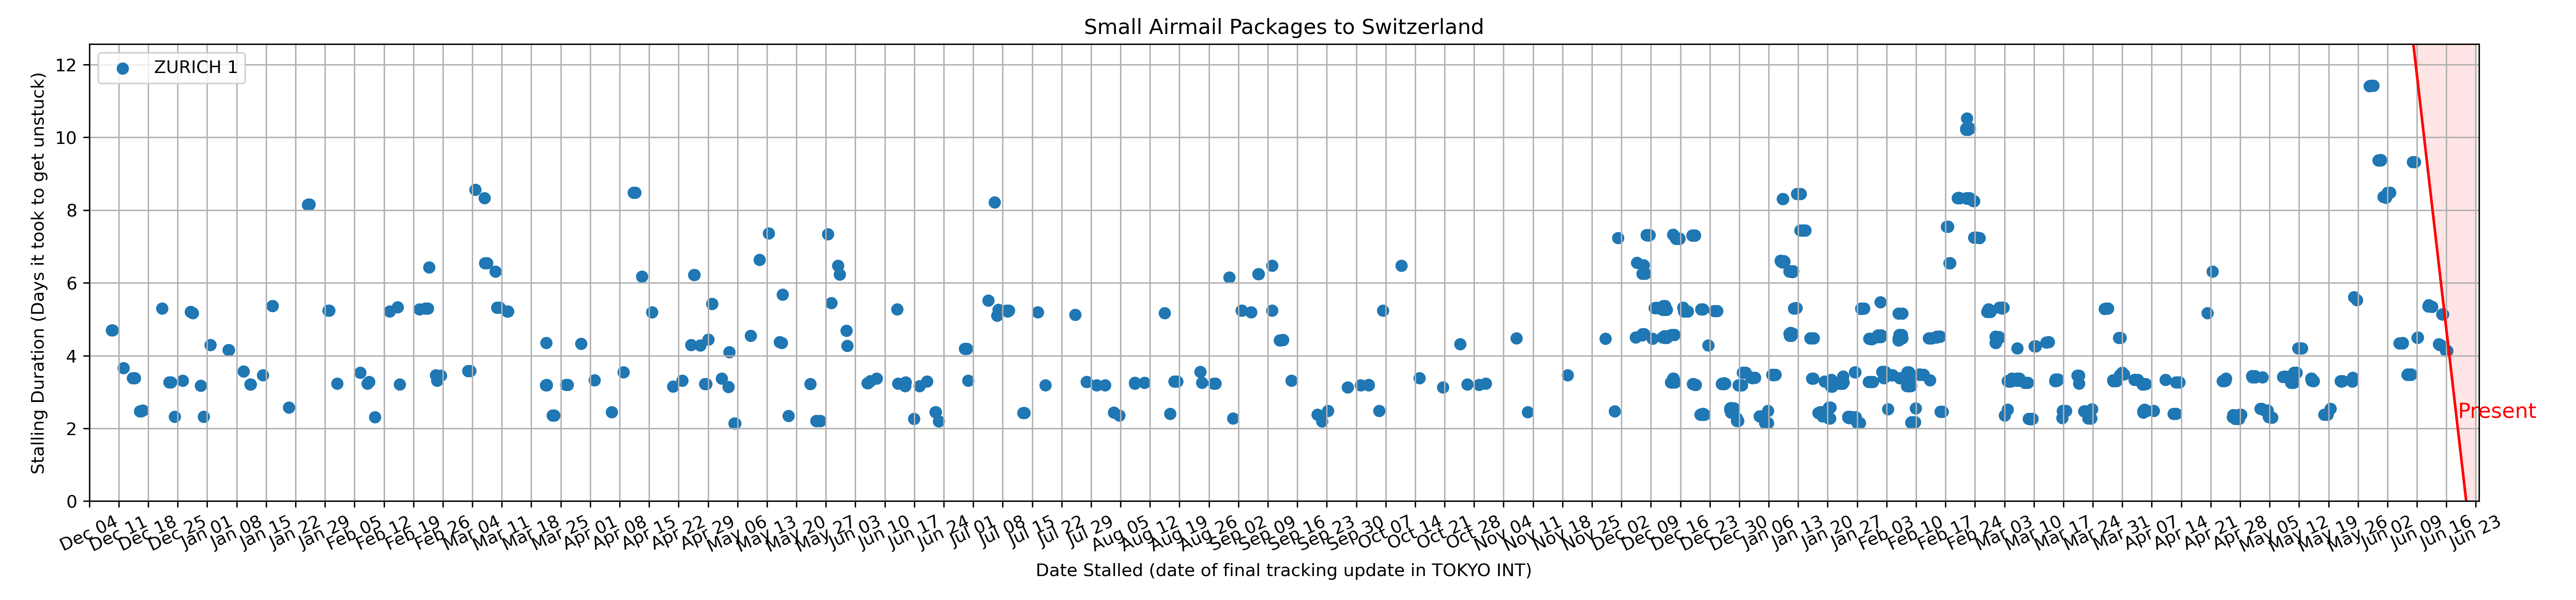 Small Airmail Packages to Switzerland
ZURICH 1
Stalling Duration (Days it took to get unstuck)
12
10
8
6
4
2
0
Present
Dec 04 Dec 11 Dec 18 Dec 25 Jan 01 Jan 08 Jan 15 Jan 22 Jan 29 Feb 05 Feb 12 Feb 19 Feb 26 Mar 04 Mar 11 Mar 18 Mar 25 Apr 01 Apr 08 Apr 15 Apr 22 Apr 29 May 06 May 13 May 20 May 27 Jun 03 Jun 10 Jun 17 Jun 24 Jul 01 Jul 08 Jul 15 Jul 22 Jul 29 Aug 05 Aug 12 Aug 19 Aug 26 Sep 02 Sep 09 Sep 16 Sep 23 Sep 30 Oct 07 Oct 14 Oct 21 Oct 28 Nov 04 Nov 11 Nov 18 Nov 25 Dec 02 Dec 09 Dec 16 Dec 23 Dec 30 Jan 06 Jan 13 Jan 20 Jan 27 Feb 03 Feb 10 Feb 17 Feb 24 Mar 03 Mar 10 Mar 17 Mar 24 Mar 31 Apr 07 Apr 14 Apr 21 Apr 28 May 05 May 12 May 19 May 26 Jun 02 Jun 09 Jun 16 Jun 23
Date Stalled (date of final tracking update in TOKYO INT)